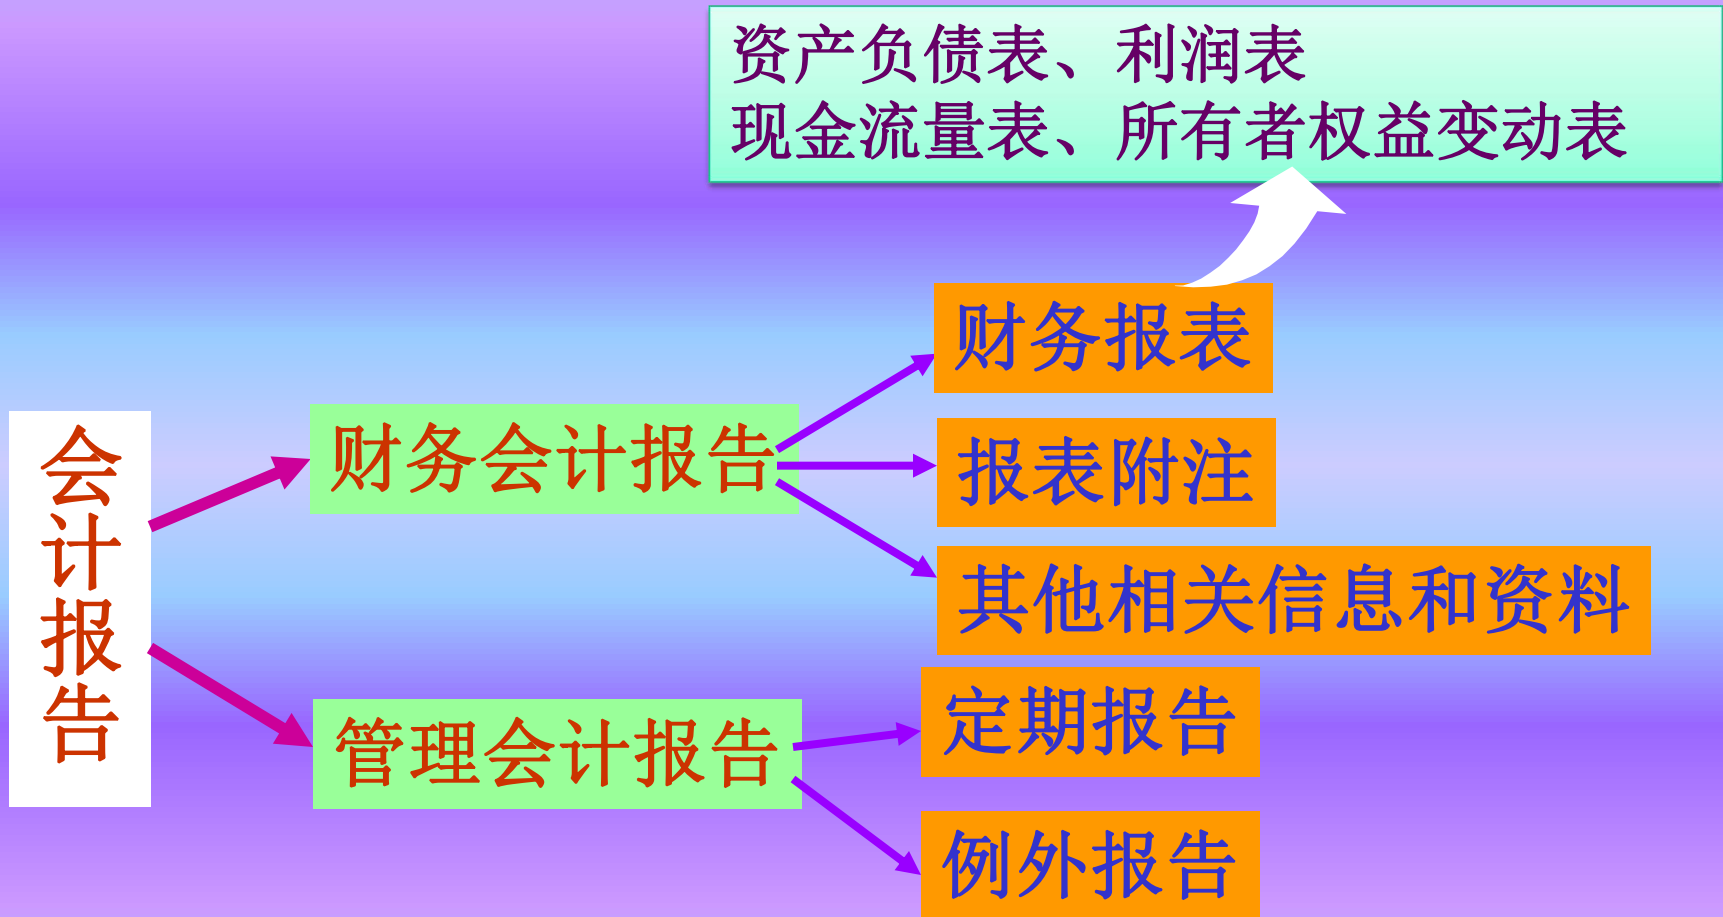 资产负债表、利润表
现金流量表、所有者权益变动表
财务报表
财务会计报告
报表附注
会计报告
其他相关信息和资料
定期报告
管理会计报告
例外报告